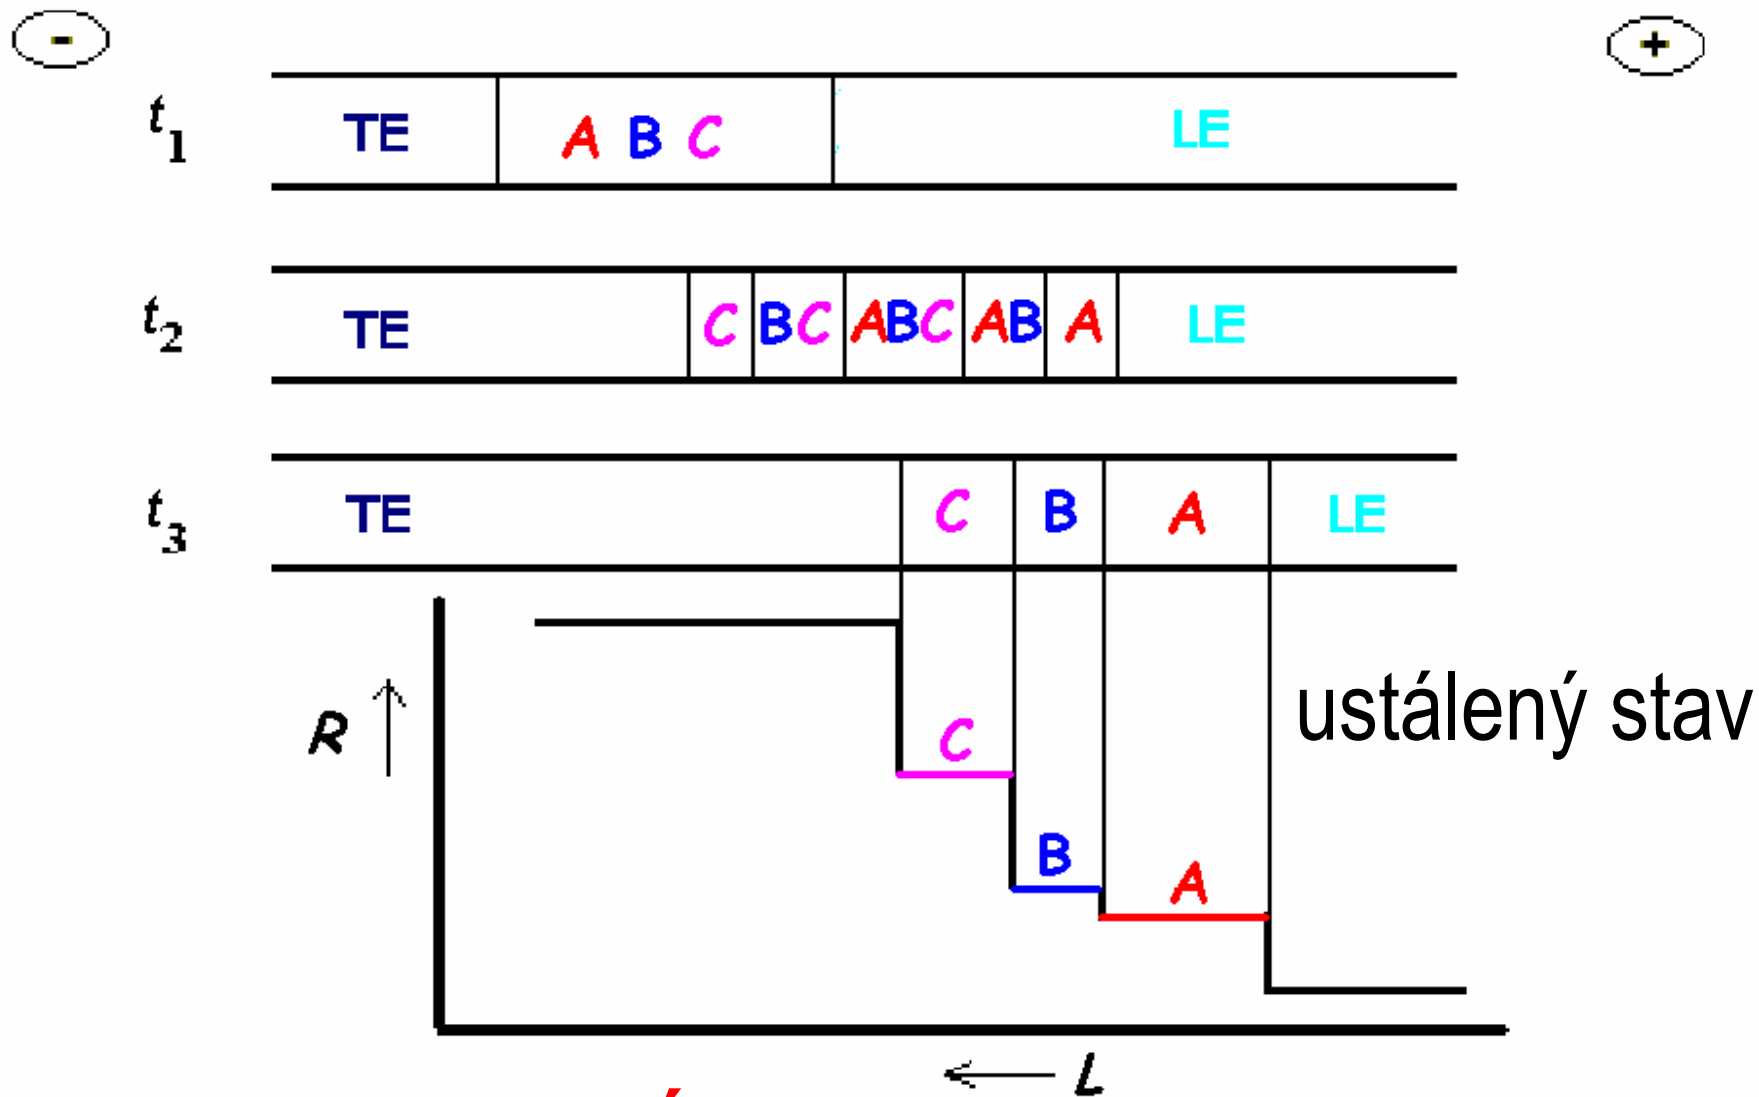 - +
t1 TE A B C LE
t2 TE C BC ABC AB A LE
t3 TE C B A LE
R ↑ C ustálený stav
B
A
← L